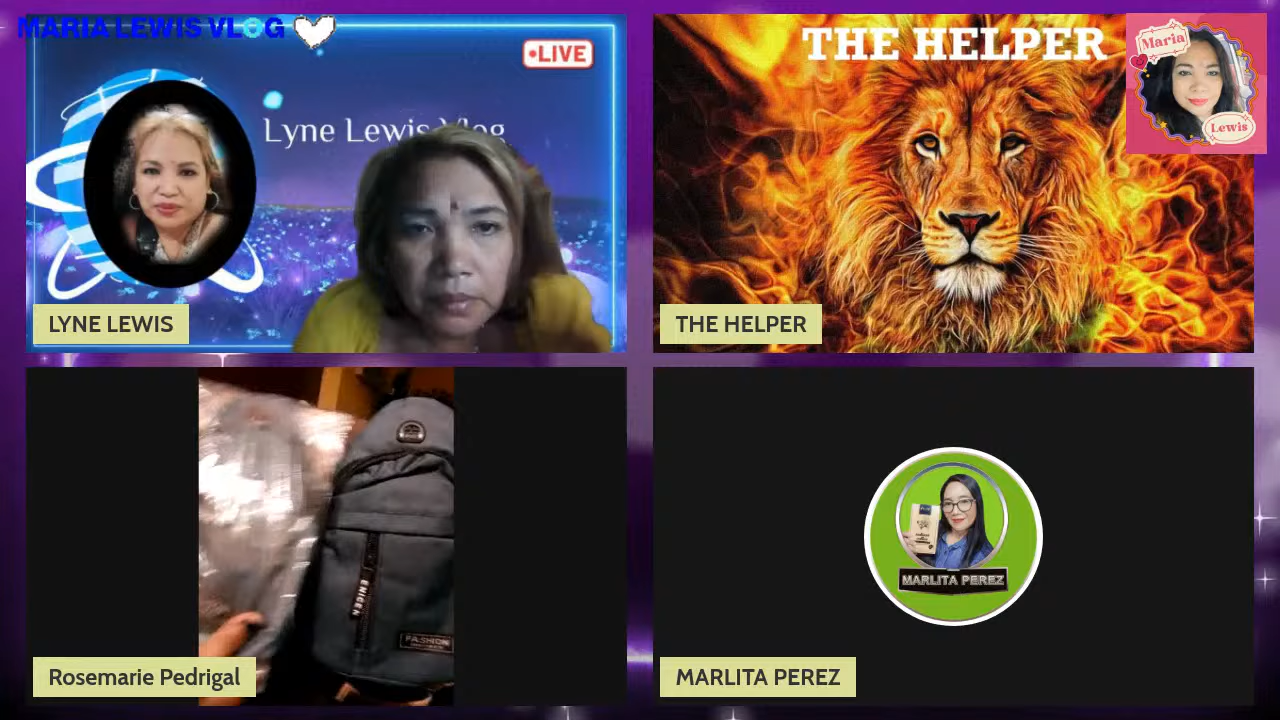 MARIA LEWIS VLOG
LIVE
Lyne Lewis Vlog
LYNE LEWIS
THE HELPER
Maria
Lewis
THE HELPER
FASHION
Rosemarie Pedrigal
MARLITA PEREZ
MARLITA PEREZ